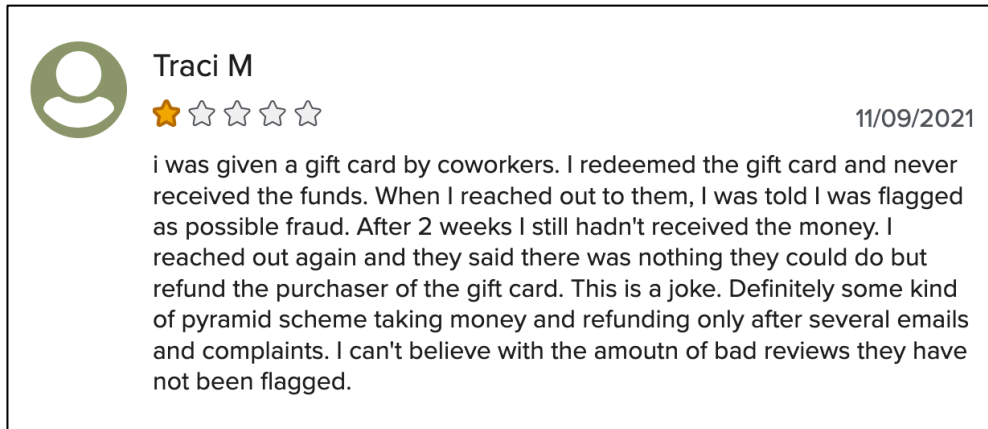 Traci M
11/09/2021
i was given a gift card by coworkers. I redeemed the gift card and never
received the funds. When I reached out to them, I was told I was flagged
as possible fraud. After 2 weeks I still hadn't received the money. I
reached out again and they said there was nothing they could do but
refund the purchaser of the gift card. This is a joke. Definitely some kind
of pyramid scheme taking money and refunding only after several emails
and complaints. I can't believe with the amoutn of bad reviews they have
not been flagged.